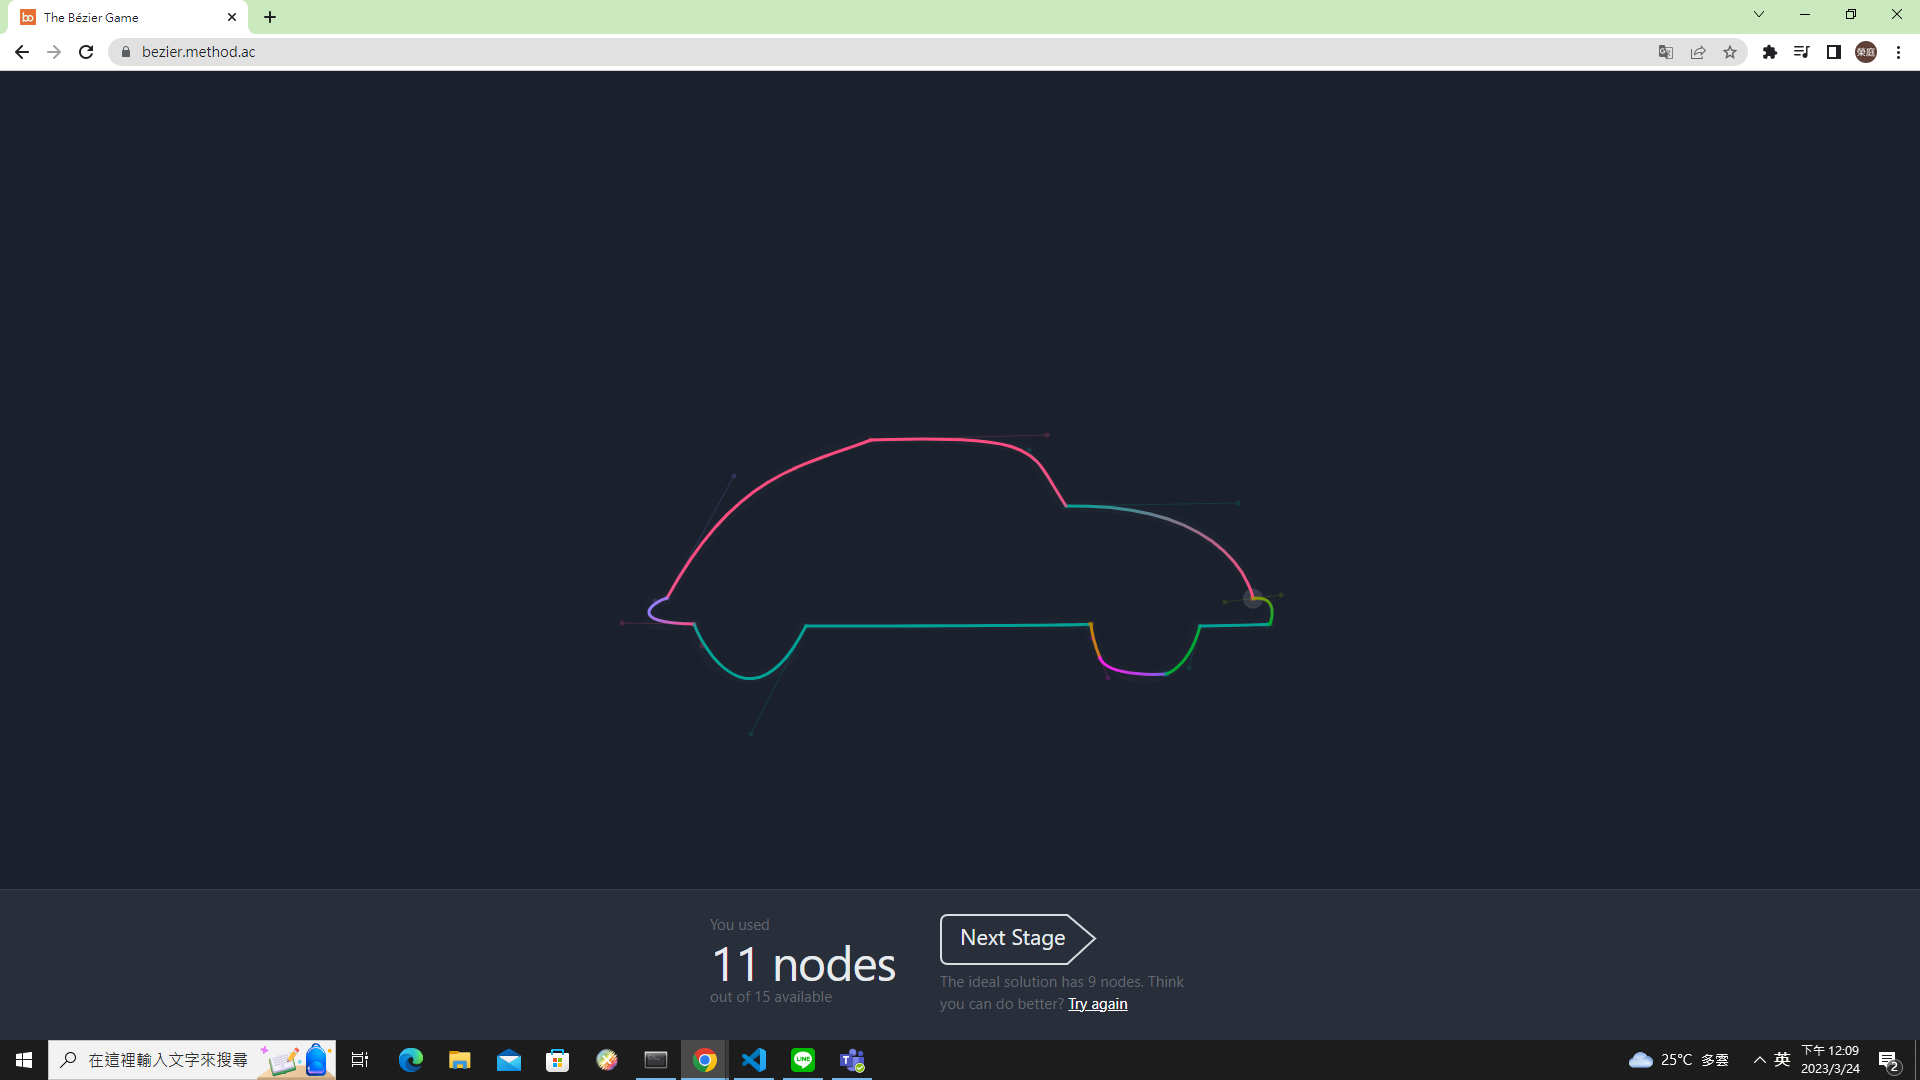 The Bézier Game
bezier.method.ac
榮庭
You used
11 nodes
out of 15 available
Next Stage
The ideal solution has 9 nodes. Think
you can do better? Try again
在這裡輸入文字來搜尋
25°C 多雲
英
下午 12:09
2023/3/24
2